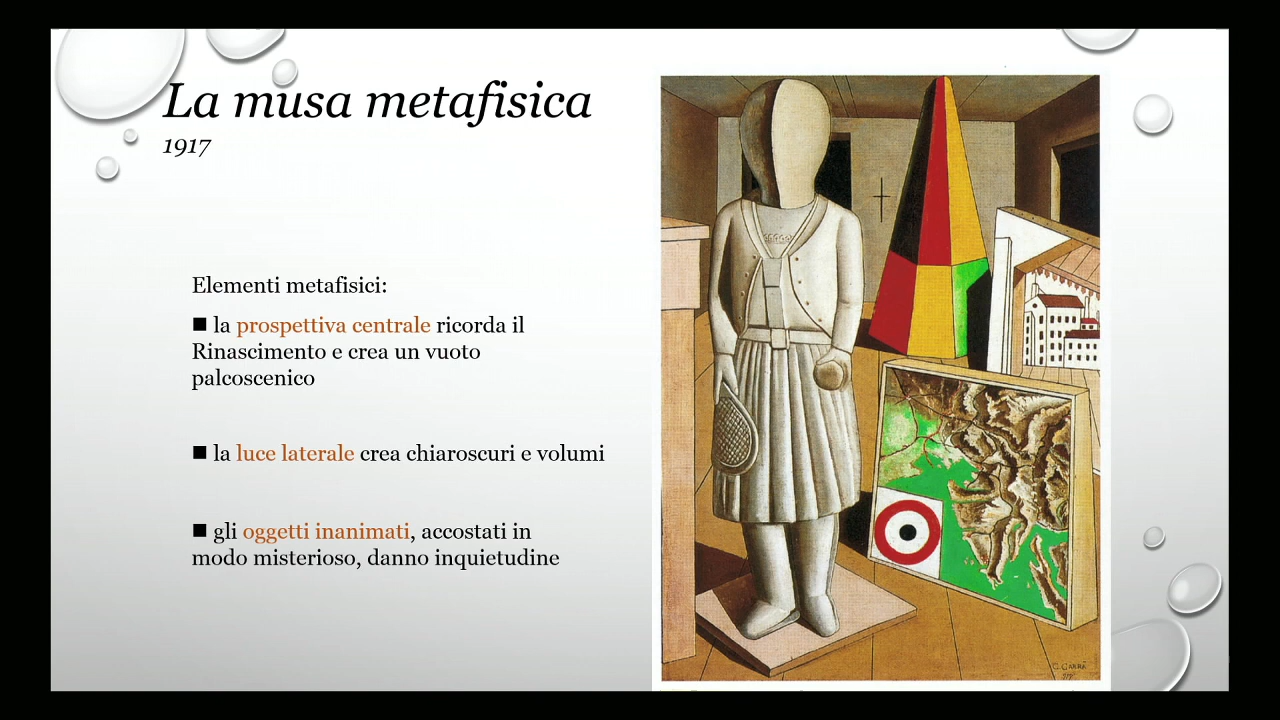 La musa metafisica
1917
Elementi metafisici:
■ la prospettiva centrale ricorda il
Rinascimento e crea un vuoto
palcoscenico
■ la luce laterale crea chiaroscuri e volumi
■ gli oggetti inanimati, accostati in
modo misterioso, danno inquietudine
C. CARRÀ